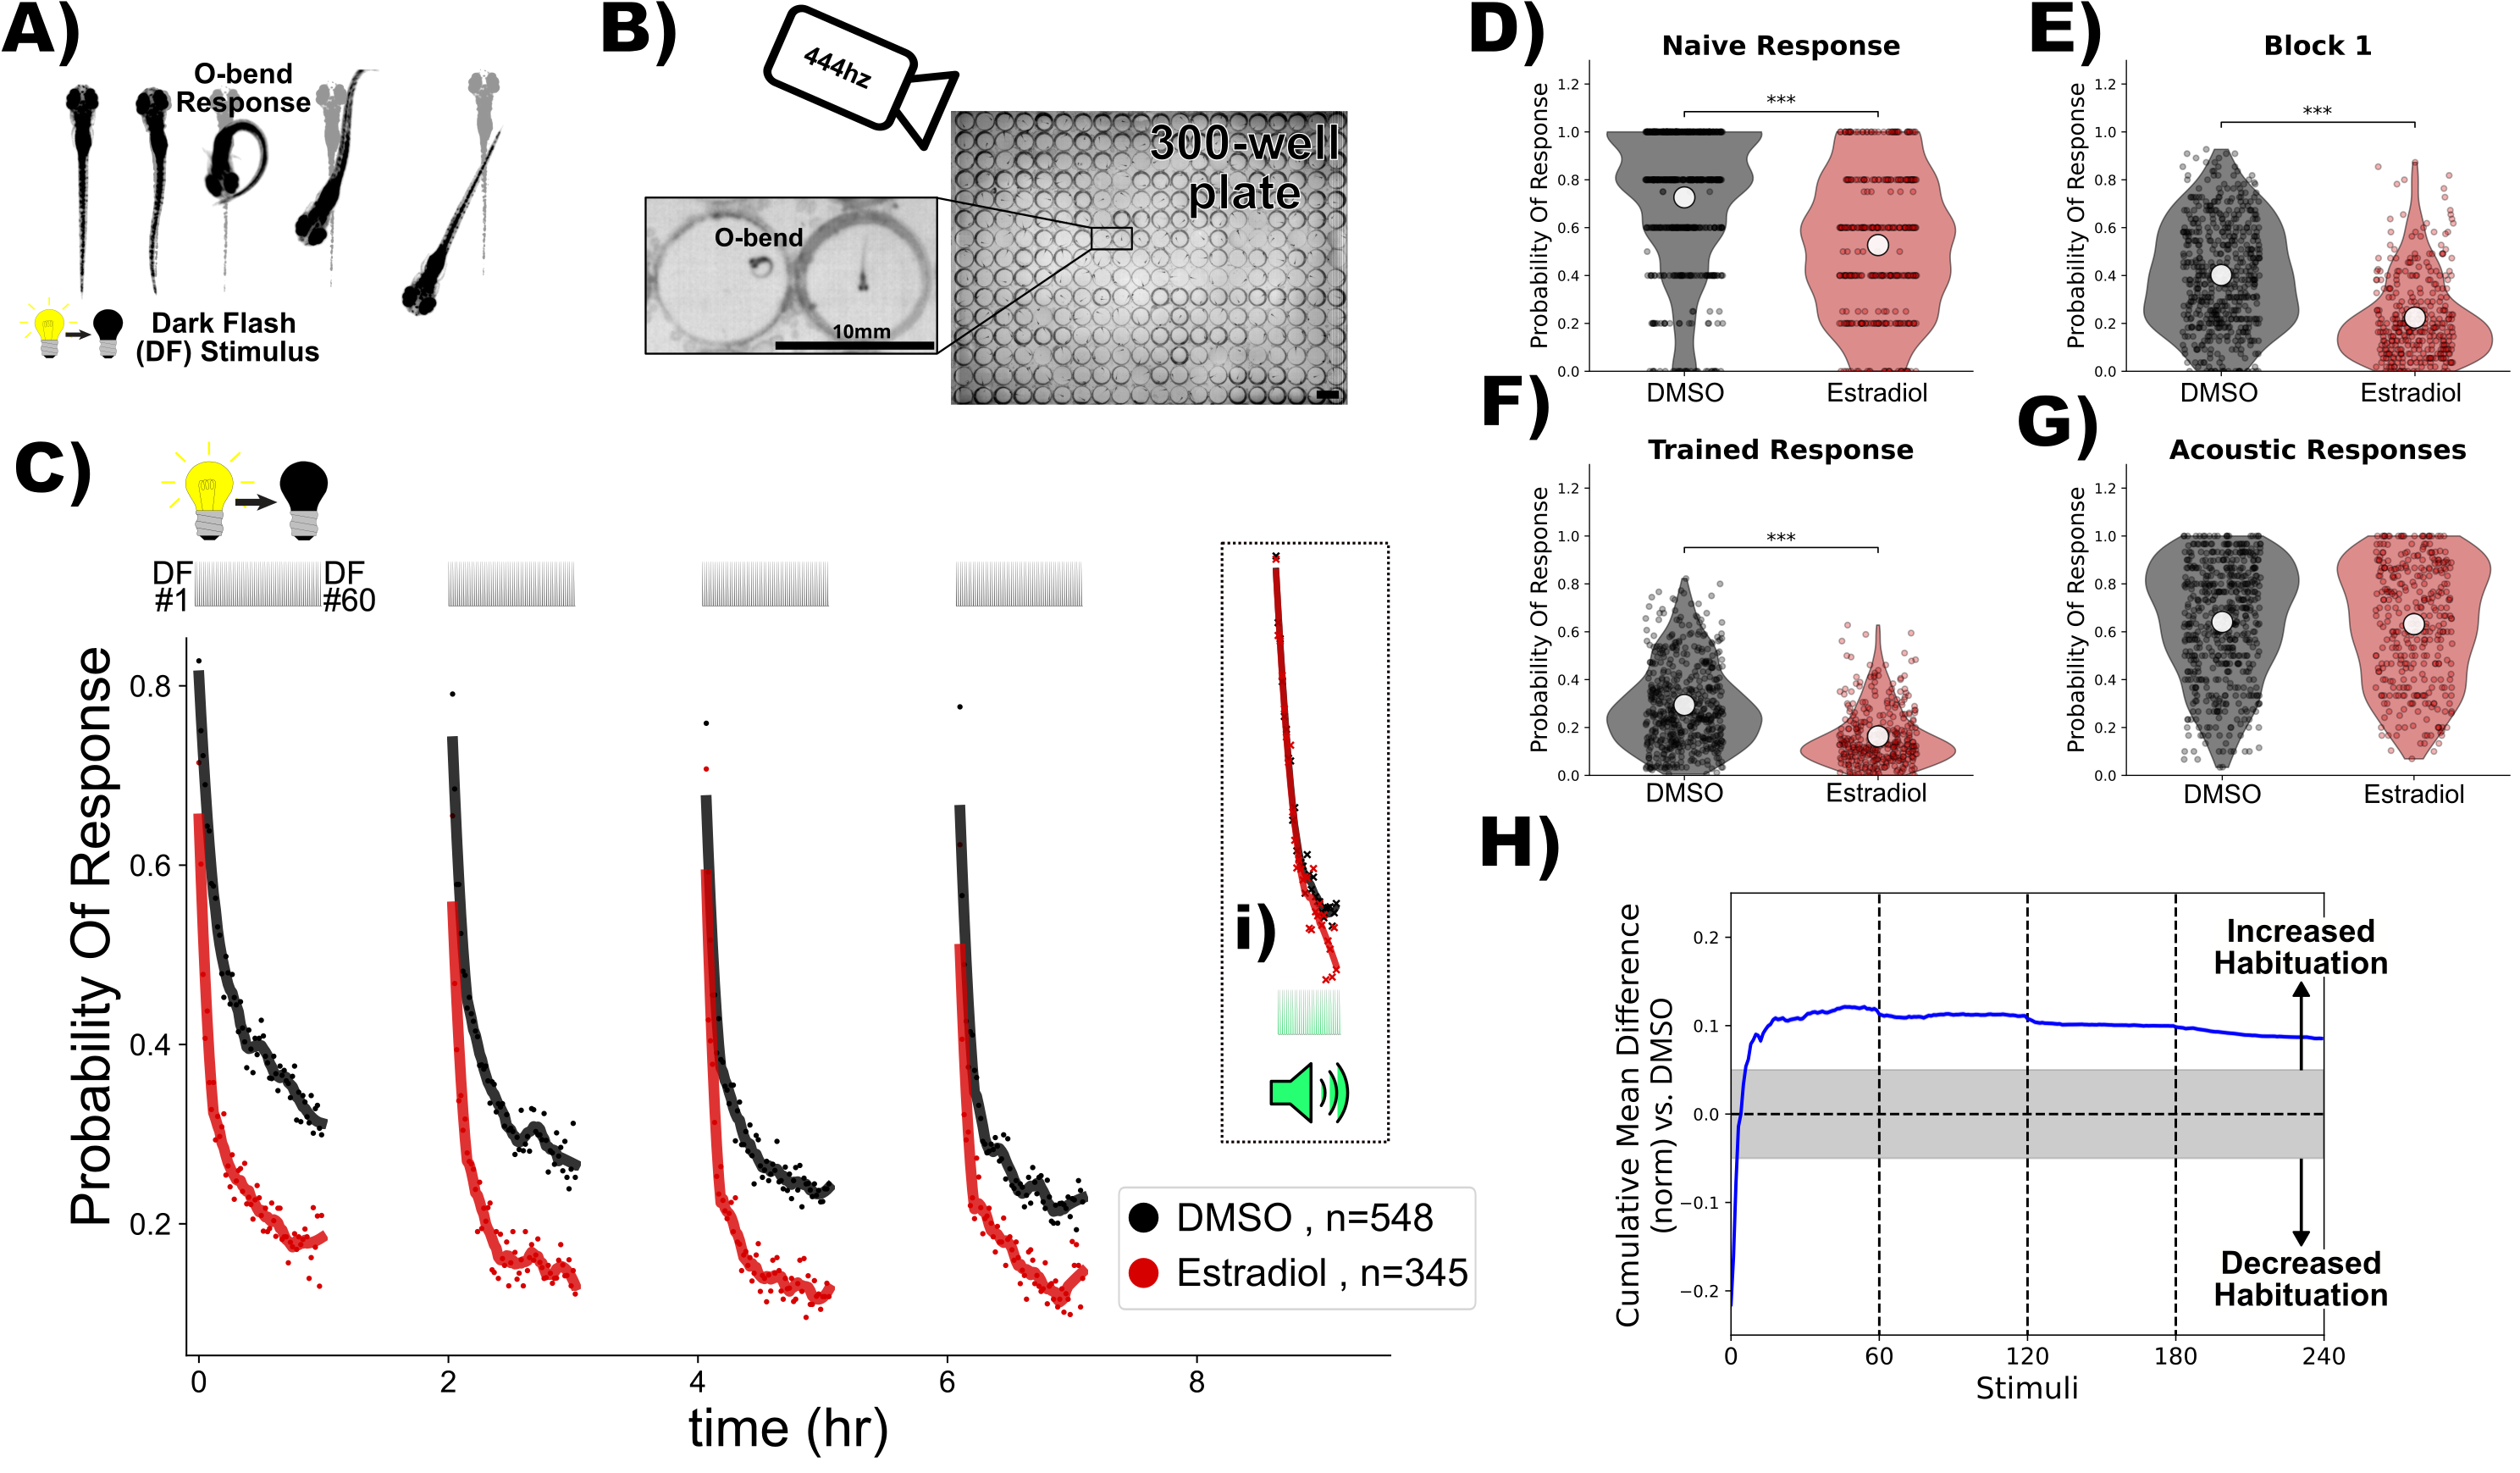 A)
O-bend
Response
Dark Flash
(DF) Stimulus
B)
444hz
300-well
plate
O-bend
10mm
C)
DF
#1
DF
#60
Probability Of Response
0.8
0.6
0.4
0.2
0
2
4
6
8
time (hr)
i)
DMSO , n=548
Estradiol , n=345
D)
Naive Response
Probability Of Response
1.2
1.0
0.8
0.6
0.4
0.2
0.0
***
DMSO
Estradiol
E)
Block 1
Probability Of Response
1.2
1.0
0.8
0.6
0.4
0.2
0.0
***
DMSO
Estradiol
F)
Trained Response
Probability Of Response
1.2
1.0
0.8
0.6
0.4
0.2
0.0
***
DMSO
Estradiol
G)
Acoustic Responses
Probability Of Response
1.2
1.0
0.8
0.6
0.4
0.2
0.0
DMSO
Estradiol
H)
Cumulative Mean Difference
(norm) vs. DMSO
0.2
0.1
0.0
−0.1
−0.2
Increased
Habituation
Decreased
Habituation
0
60
120
180
240
Stimuli